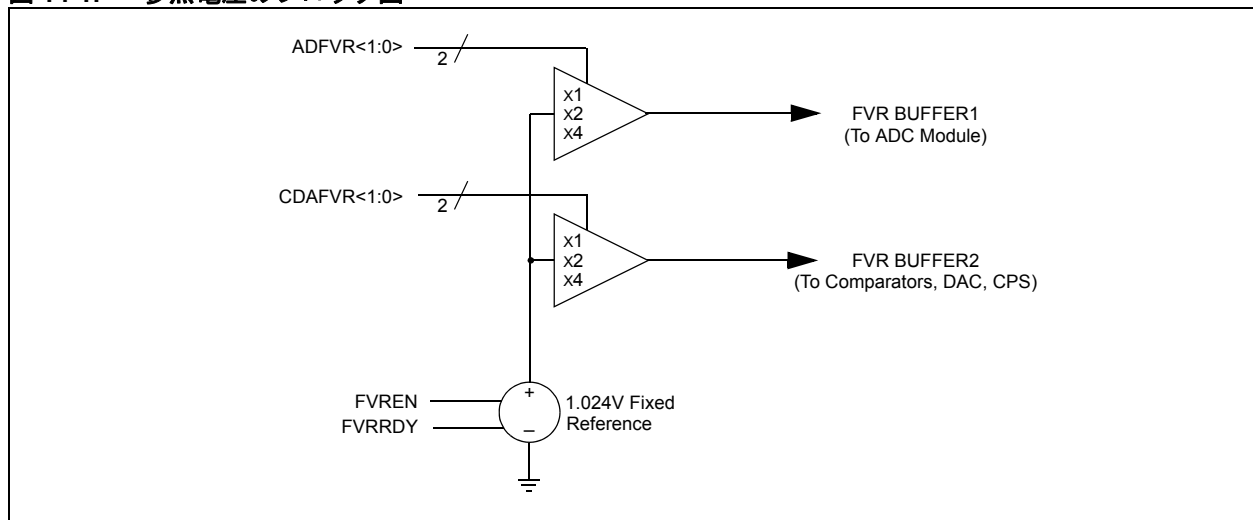 ADFVR<1:0>
2
X1
X2
X4
FVR BUFFER1
(To ADC Module)
CDAFVR<1:0>
2
X1
X2
X4
FVR BUFFER2
(To Comparators, DAC, CPS)
FVREN
FVRRDY
+
–
1.024V Fixed
Reference